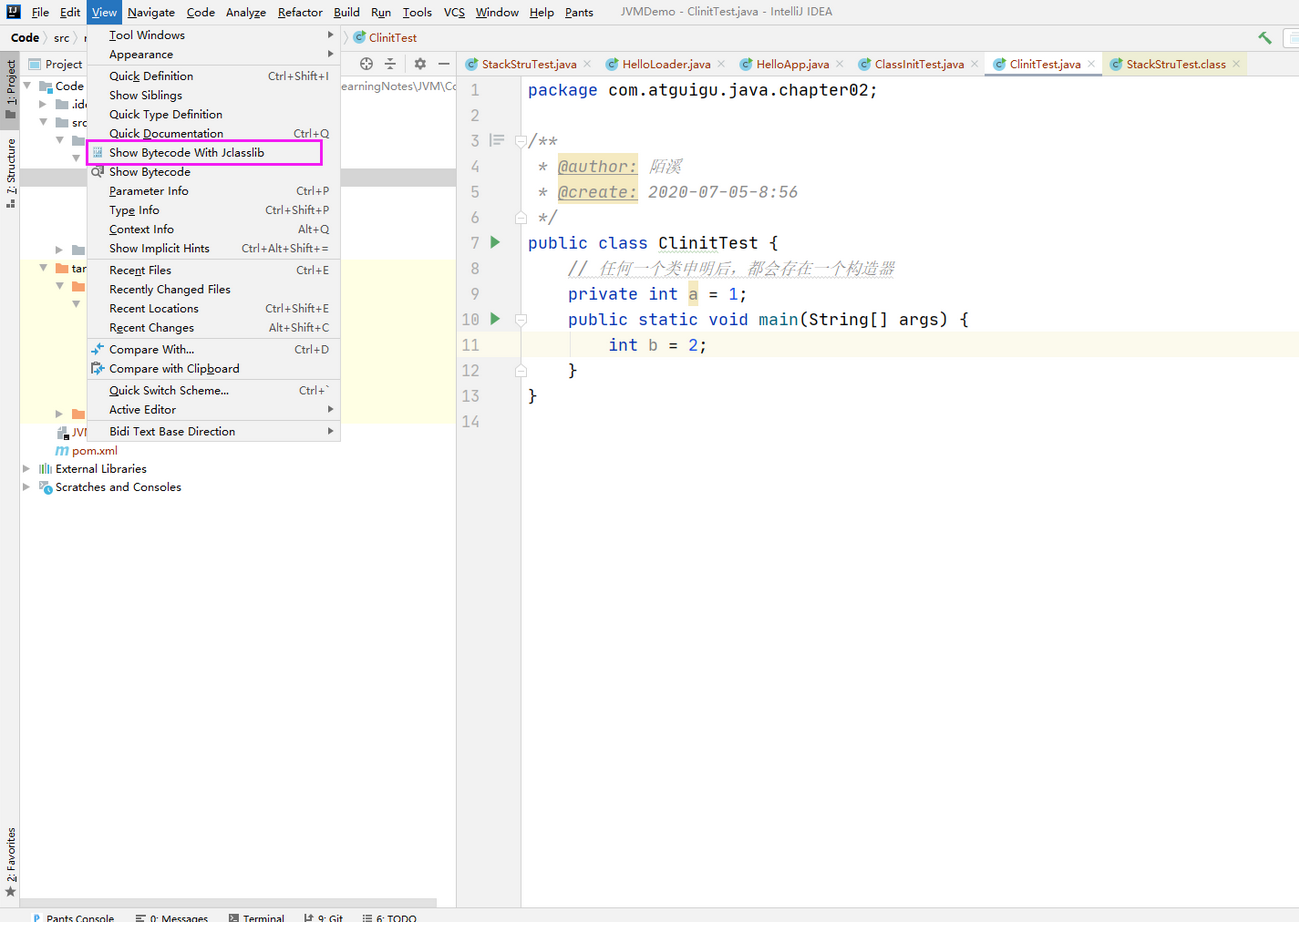 File Edit View Navigate Code Analyze Refactor Build Run Tools VCS Window Help Pants JVMDemo - ClinitTest.java - IntelliJ IDEA
Code src ClinitTest
Project
StackStruTest.java HelloLoader.java HelloApp.java ClassInitTest.java ClinitTest.java StackStruTest.class
1: Project
Z: Structure
2: Favorites
Code earningNotes\JVM\Co
.ide
src
tar
JVM
pom.xml
External Libraries
Scratches and Consoles
Tool Windows
Appearance
Quick Definition Ctrl+Shift+I
Show Siblings
Quick Type Definition
Quick Documentation Ctrl+Q
Show Bytecode With Jclasslib
Show Bytecode
Parameter Info Ctrl+P
Type Info Ctrl+Shift+P
Context Info Alt+Q
Show Implicit Hints Ctrl+Alt+Shift+=
Recent Files Ctrl+E
Recently Changed Files
Recent Locations Ctrl+Shift+E
Recent Changes Alt+Shift+C
Compare With... Ctrl+D
Compare with Clipboard
Quick Switch Scheme... Ctrl+`
Active Editor
Bidi Text Base Direction
1 package com.atguigu.java.chapter02;
2
3 /**
4 * @author: 陌溪
5 * @create: 2020-07-05-8:56
6 */
7 public class ClinitTest {
8 // 任何一个类申明后，都会存在一个构造器
9 private int a = 1;
10 public static void main(String[] args) {
11 int b = 2;
12 }
13 }
14
Pants Console 0: Messages Terminal 9: Git 6: TODO